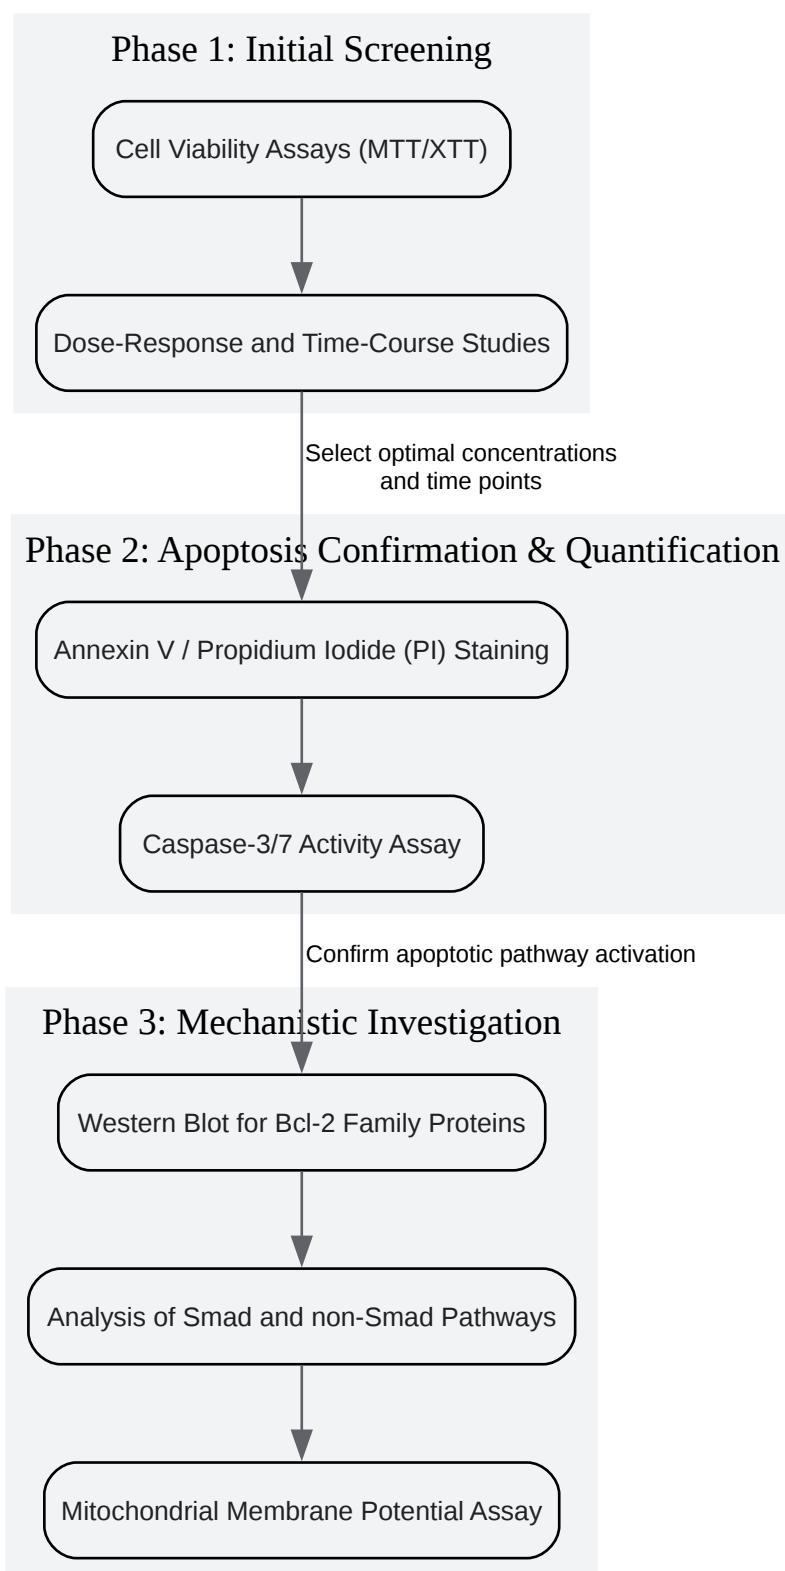 Phase 1: Initial Screening
Cell Viability Assays (MTT/XTT)
Dose-Response and Time-Course Studies
Select optimal concentrations
and time points
Phase 2: Apoptosis Confirmation & Quantification
Annexin V / Propidium Iodide (PI) Staining
Caspase-3/7 Activity Assay
Confirm apoptotic pathway activation
Phase 3: Mechanistic Investigation
Western Blot for Bcl-2 Family Proteins
Analysis of Smad and non-Smad Pathways
Mitochondrial Membrane Potential Assay